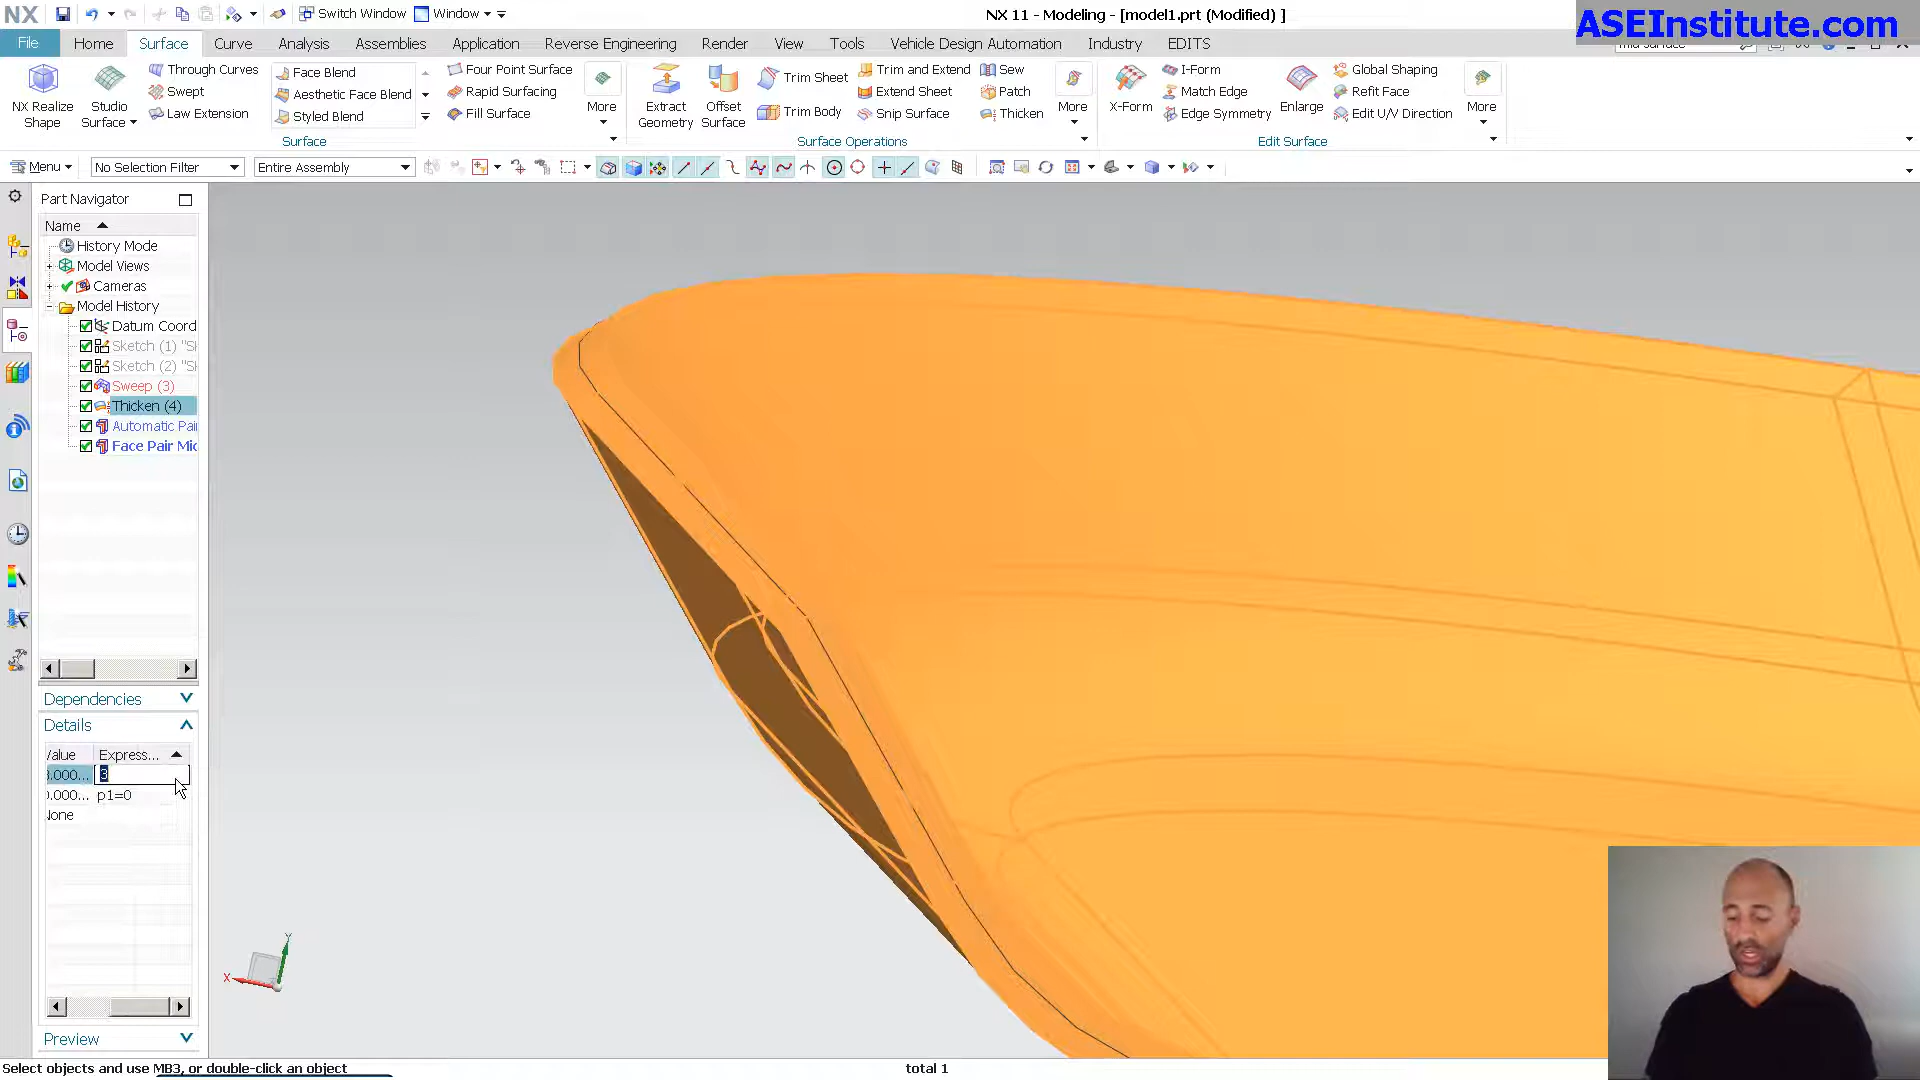 NX
Switch Window
Window
NX 11 - Modeling - [model1.prt (Modified) ]
ASEInstitute.com
File
Home
Surface
Curve
Analysis
Assemblies
Application
Reverse Engineering
Render
View
Tools
Vehicle Design Automation
Industry
EDITS
NX Realize
Shape
Studio
Surface
Through Curves
Swept
Law Extension
Face Blend
Aesthetic Face Blend
Styled Blend
Four Point Surface
Rapid Surfacing
Fill Surface
More
Surface
Extract
Geometry
Offset
Surface
Trim Sheet
Trim Body
Trim and Extend
Extend Sheet
Snip Surface
Sew
Patch
Thicken
More
Surface Operations
X-Form
I-Form
Match Edge
Edge Symmetry
Enlarge
Global Shaping
Refit Face
Edit U/V Direction
More
Edit Surface
Menu
No Selection Filter
Entire Assembly
Part Navigator
Name
History Mode
Model Views
Cameras
Model History
Datum Coord
Sketch (1) "SI
Sketch (2) "SI
Sweep (3)
Thicken (4)
Automatic Pai
Face Pair Mic
Dependencies
Details
Value
Express...
3.000...
3
0.000...
p1=0
None
Preview
Y
X
Select objects and use MB3, or double-click an object
total 1